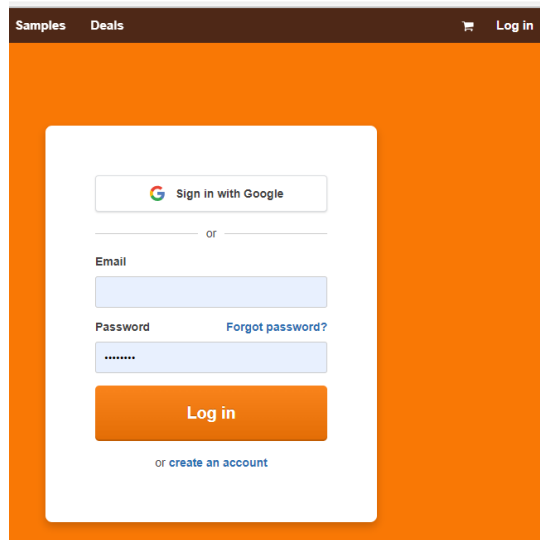 Samples Deals Log in
Sign in with Google
or
Email
Password Forgot password?
••••••••
Log in
or create an account